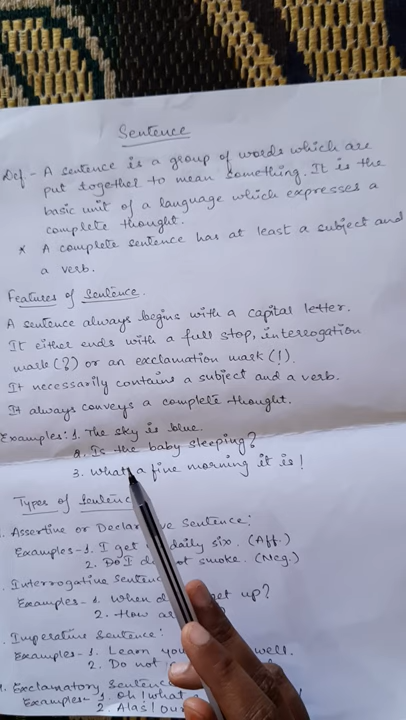 Sentence
Def - A sentence is a group of words which are
put together to mean something. It is the
basic unit of a language which expresses a
complete thought.
* A complete sentence has at least a subject and
a verb.
Features of Sentence.
A sentence always begins with a capital letter.
It either ends with a full stop, interrogation
mark (?) or an exclamation mark (!).
It necessarily contains a subject and a verb.
It always conveys a complete thought.
Examples: 1. The sky is blue.
2. Is the baby sleeping?
3. What a fine morning it is!
Types of
Assertive or Declarative Sentence:
Examples - 1. I get daily six. (Aff.)
2. smoke. (Neg.)
Interrogative
Examples - 1. When get up?
2. How
Imperative Sentence:
Examples - 1. Learn well.
2. Do not
Exclamatory
Examples - 1. Oh! what
2. Alas!